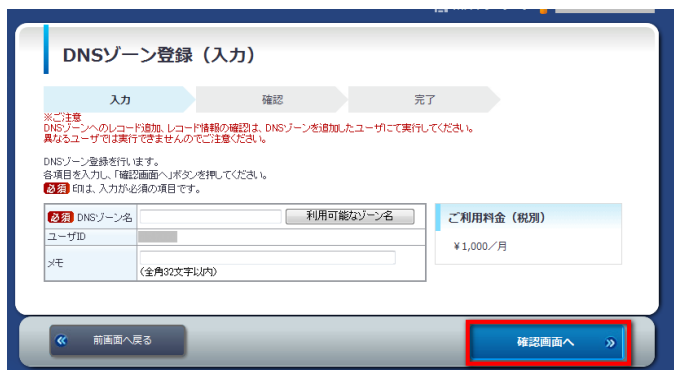 DNSゾーン登録（入力）
入力
確認
完了
※ご注意
DNSゾーンへのレコード追加、レコード情報の確認は、DNSゾーンを追加したユーザIDにて実行してください。
異なるユーザでは実行できませんのでご注意ください。
DNSゾーン登録を行います。
各項目を入力し、「確認画面へ」ボタンを押してください。
必須 印は、入力が必須の項目です。
必須 DNSゾーン名
利用可能なゾーン名
ユーザID
メモ
(全角32文字以内)
ご利用料金（税別）
￥1,000／月
前画面へ戻る
確認画面へ